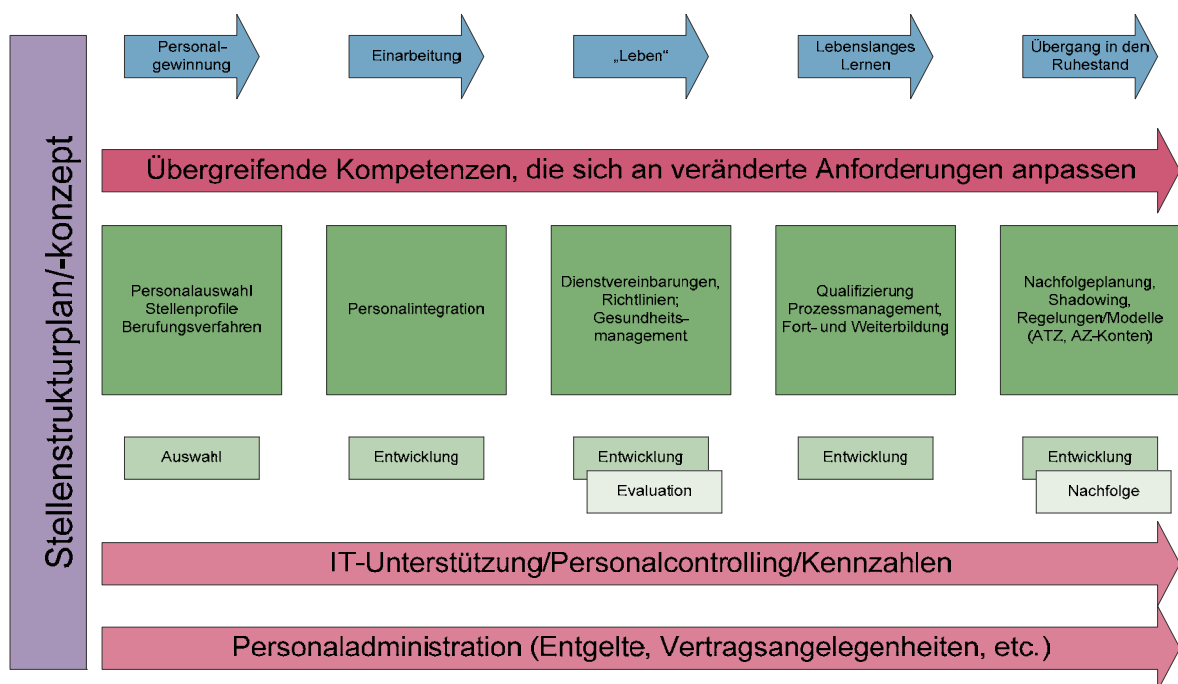 Stellenstrukturplan/-konzept
Personal-
gewinnung
Einarbeitung
„Leben“
Lebenslanges
Lernen
Übergang in den
Ruhestand
Übergreifende Kompetenzen, die sich an veränderte Anforderungen anpassen
Personalauswahl
Stellenprofile
Berufungsverfahren
Personalintegration
Dienstvereinbarungen,
Richtlinien;
Gesundheits-
management
Qualifizierung
Prozessmanagement,
Fort- und Weiterbildung
Nachfolgeplanung,
Shadowing,
Regelungen/Modelle
(ATZ, AZ-Konten)
Auswahl
Entwicklung
Entwicklung
Evaluation
Entwicklung
Entwicklung
Nachfolge
IT-Unterstützung/Personalcontrolling/Kennzahlen
Personaladministration (Entgelte, Vertragsangelegenheiten, etc.)